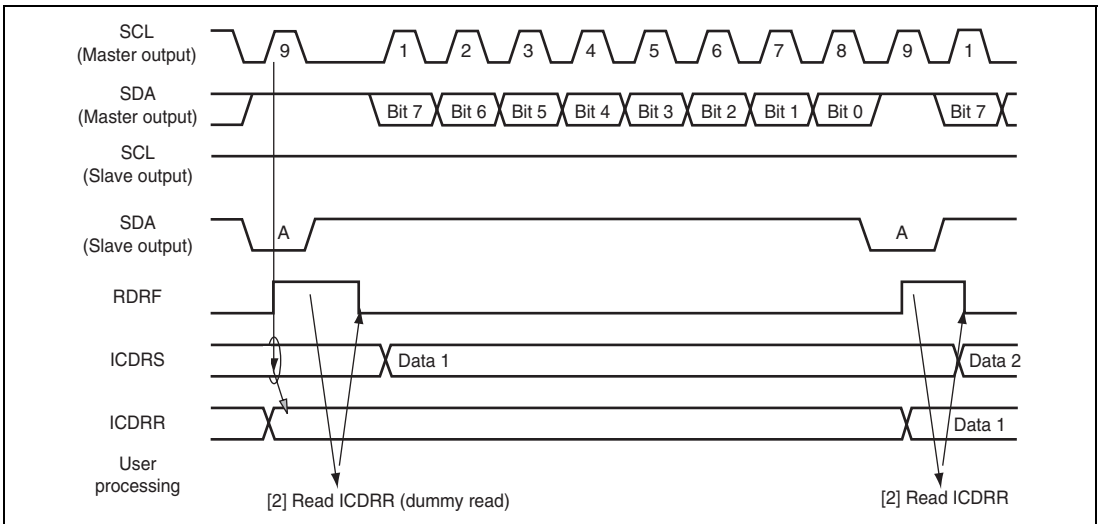 SCL
(Master output)
9 1 2 3 4 5 6 7 8 9 1
SDA
(Master output)
Bit 7 Bit 6 Bit 5 Bit 4 Bit 3 Bit 2 Bit 1 Bit 0 Bit 7
SCL
(Slave output)
SDA
(Slave output)
A A
RDRF
ICDRS
Data 1 Data 2
ICDRR
Data 1
User
processing
[2] Read ICDRR (dummy read) [2] Read ICDRR